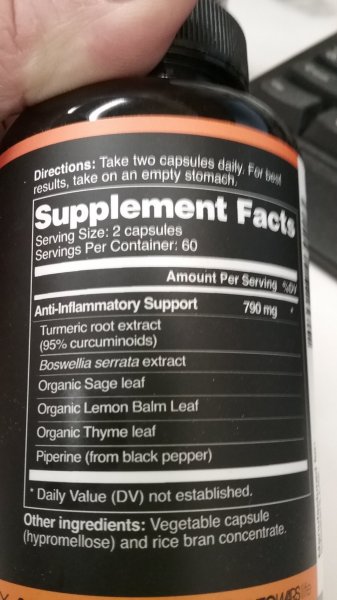 Directions: Take two capsules daily. For best
results, take on an empty stomach.
Supplement Facts
Serving Size: 2 capsules
Servings Per Container: 60
Amount Per Serving %DV
Anti-Inflammatory Support 790 mg *
Turmeric root extract
(95% curcuminoids)
Boswellia serrata extract
Organic Sage leaf
Organic Lemon Balm Leaf
Organic Thyme leaf
Piperine (from black pepper)
* Daily Value (DV) not established.
Other ingredients: Vegetable capsule
(hypromellose) and rice bran concentrate.